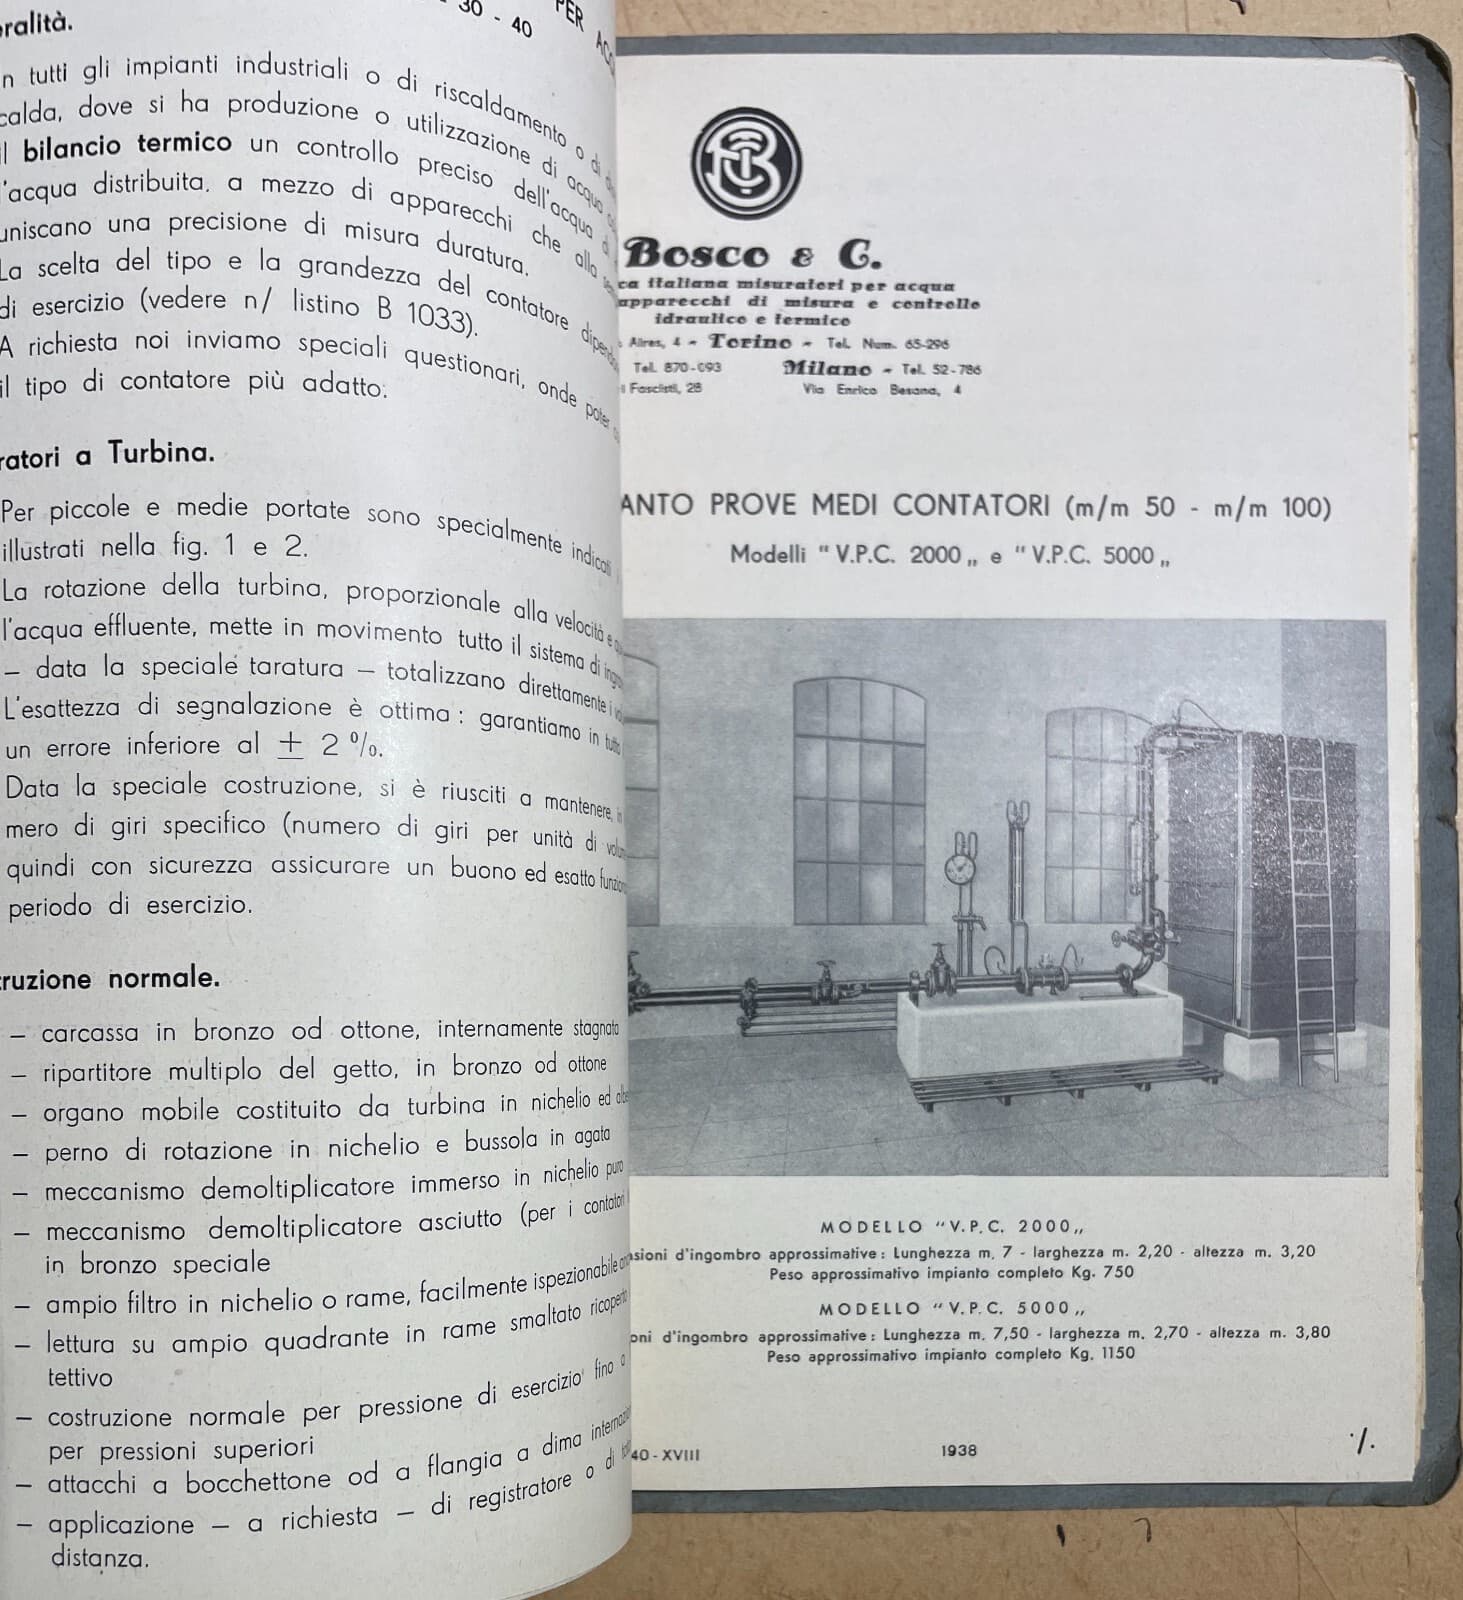 30 - 40 PER
ralità.
n tutti gli impianti industriali o di riscaldamento o di
calda, dove si ha produzione o utilizzazione di acqua
il bilancio termico un controllo preciso dell'acqua di
l'acqua distribuita, a mezzo di apparecchi che alla
uniscano una precisione di misura duratura.
La scelta del tipo e la grandezza del contatore
di esercizio (vedere n/ listino B 1033).
A richiesta noi inviamo speciali questionari, onde poter
il tipo di contatore più adatto.
ratori a Turbina.
Per piccole e medie portate sono specialmente indicati
illustrati nella fig. 1 e 2.
La rotazione della turbina, proporzionale alla velocità e
l'acqua effluente, mette in movimento tutto il sistema di
– data la speciale taratura – totalizzano direttamente i
L'esattezza di segnalazione è ottima : garantiamo in tutto
un errore inferiore al ± 2 %.
Data la speciale costruzione, si è riusciti a mantenere, in
mero di giri specifico (numero di giri per unità di
quindi con sicurezza assicurare un buono ed esatto
periodo di esercizio.
truzione normale.
– carcassa in bronzo od ottone, internamente stagnata
– ripartitore multiplo del getto, in bronzo od ottone
– organo mobile costituito da turbina in nichelio ed
– perno di rotazione in nichelio e bussola in agata
– meccanismo demoltiplicatore immerso in nichelio puro
– meccanismo demoltiplicatore asciutto (per i contatori
in bronzo speciale
– ampio filtro in nichelio o rame, facilmente ispezionabile
– lettura su ampio quadrante in rame smaltato ricoperto
tettivo
– costruzione normale per pressione di esercizio fino a
per pressioni superiori
– attacchi a bocchettone od a flangia a dima
– applicazione – a richiesta – di registratore o di
distanza.
Bosco & C.
ca italiana misuratori per acqua
apparecchi di misura e controllo
idraulico e termico
Aires, 4 - Torino - Tel. Num. 65-296
Tel. 870-093 Milano - Tel. 52-786
i Fascisti, 28 Via Enrico Besana, 4
ANTO PROVE MEDI CONTATORI (m/m 50 - m/m 100)
Modelli "V.P.C. 2000„ e "V.P.C. 5000„
MODELLO "V.P.C. 2000„
sioni d'ingombro approssimative : Lunghezza m. 7 - larghezza m. 2,20 - altezza m. 3,20
Peso approssimativo impianto completo Kg. 750
MODELLO "V.P.C. 5000„
oni d'ingombro approssimative : Lunghezza m. 7,50 - larghezza m. 2,70 - altezza m. 3,80
Peso approssimativo impianto completo Kg. 1150
40 - XVIII 1938 ./.